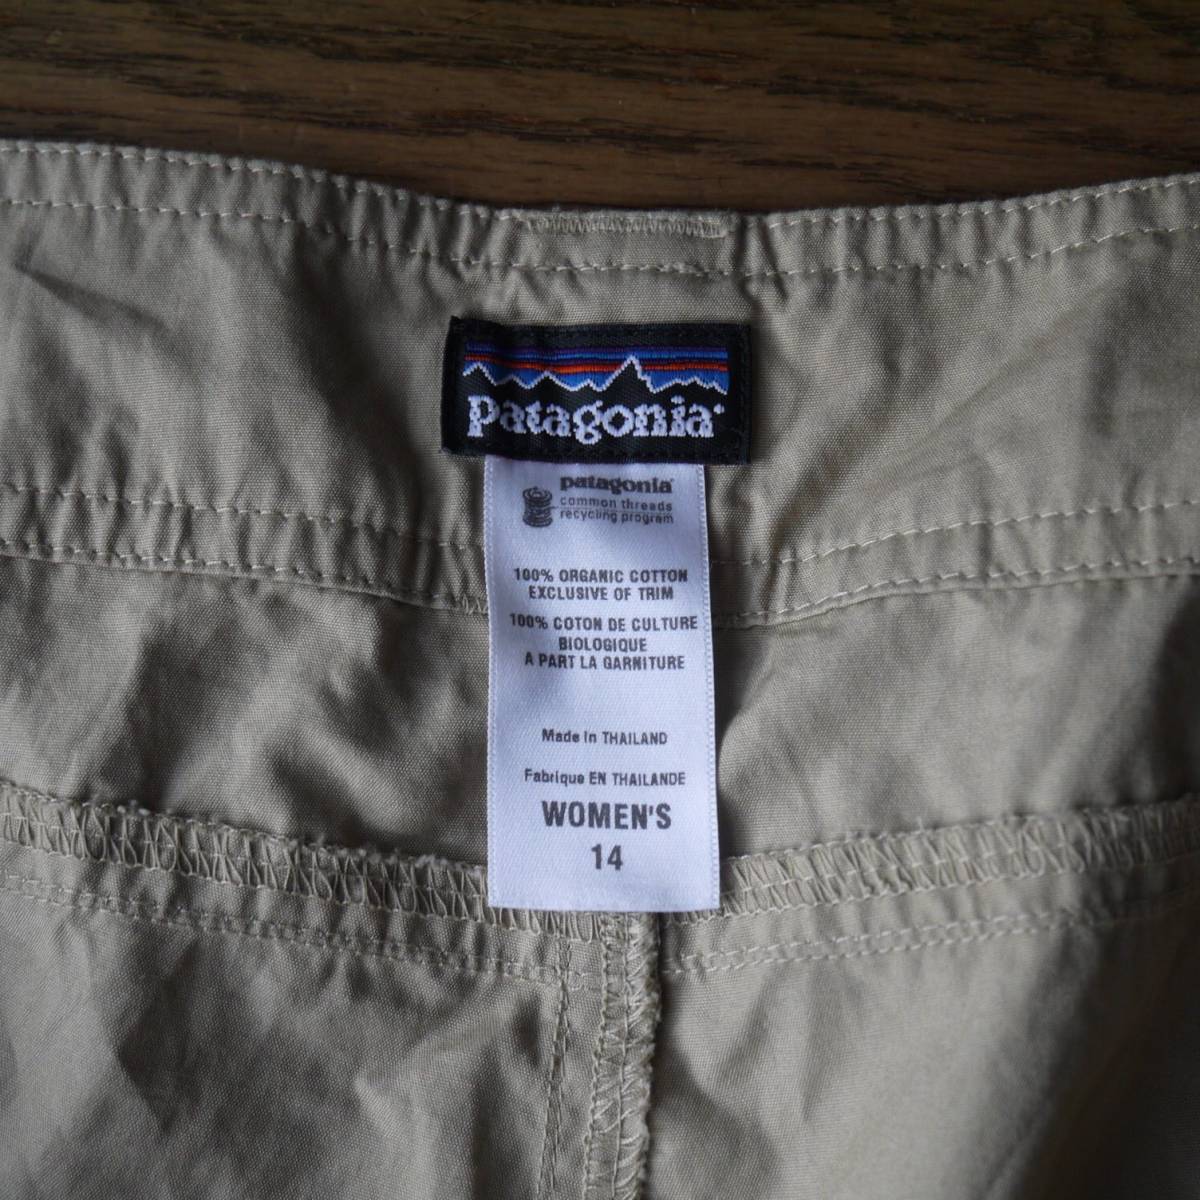 patagonia
patagonia
common threads
recycling program
100% ORGANIC COTTON
EXCLUSIVE OF TRIM
100% COTON DE CULTURE
BIOLOGIQUE
A PART LA GARNITURE
Made in THAILAND
Fabrique EN THAILANDE
WOMEN'S
14